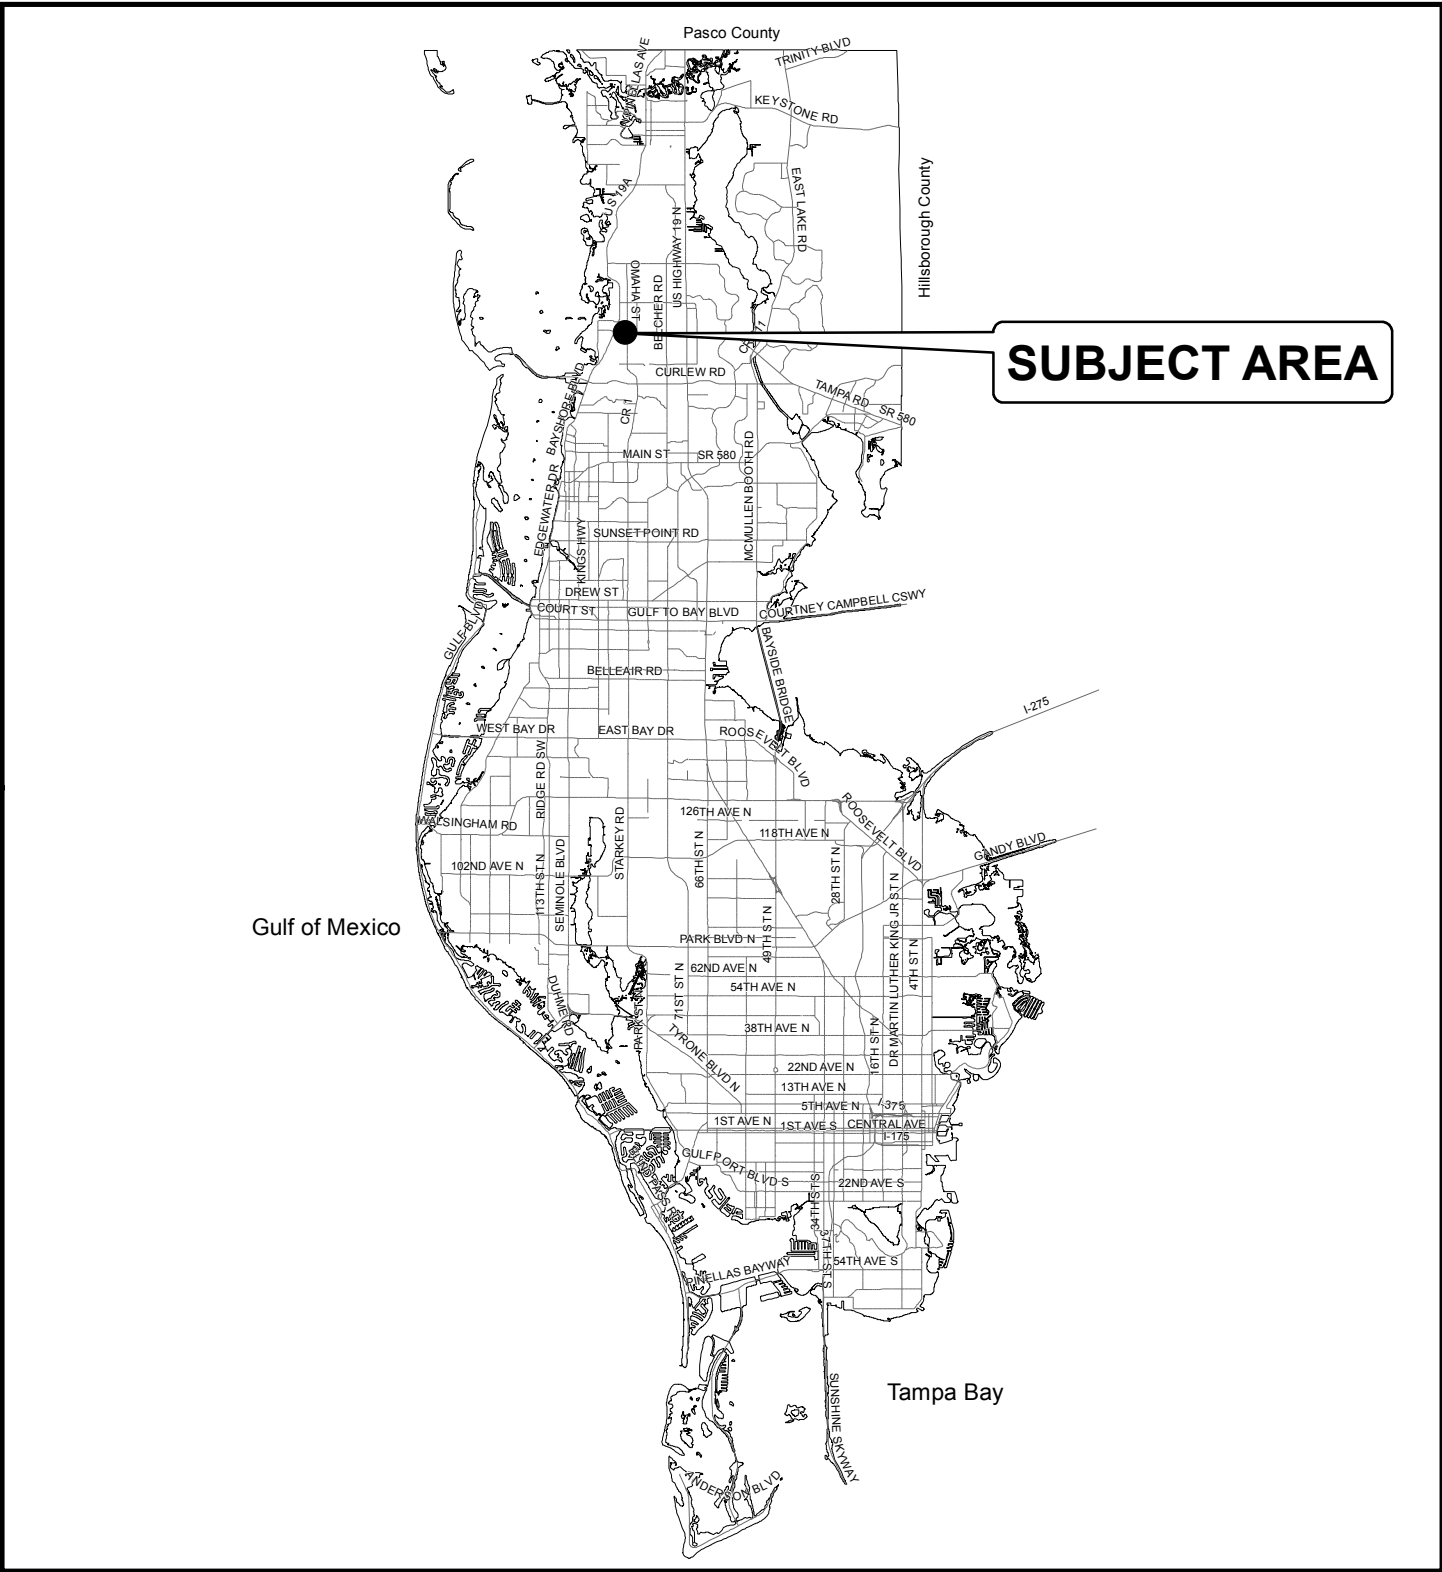 Pasco County
TRINITY BLVD
KEYSTONE RD
Hillsborough County
EAST LAKE RD
US 19A
US HIGHWAY 19 N
OMAHA ST
BELCHER RD
SUBJECT AREA
CURLEW RD
TAMPA RD
SR 580
BAYSHORE BLVD
CR 1
MAIN ST
SR 580
MCMULLEN BOOTH RD
EDGEWATER DR
KINGS HWY
SUNSET POINT RD
DREW ST
COURT ST
GULF TO BAY BLVD
COURTNEY CAMPBELL CSWY
GULF BLVD
BAYSIDE BRIDGE
BELLEAIR RD
I-275
WEST BAY DR
EAST BAY DR
ROOSEVELT BLVD
RIDGE RD SW
WALSINGHAM RD
STARKEY RD
126TH AVE N
118TH AVE N
ROOSEVELT BLVD
GANDY BLVD
102ND AVE N
113TH ST N
SEMINOLE BLVD
66TH ST N
28TH ST N
Gulf of Mexico
PARK BLVD N
49TH ST N
DR MARTIN LUTHER KING JR ST N
4TH ST N
62ND AVE N
54TH AVE N
71ST ST N
DUHME RD
PARK ST N
38TH AVE N
16TH ST N
TYRONE BLVD N
22ND AVE N
13TH AVE N
5TH AVE N
I-375
1ST AVE N
1ST AVE S
CENTRAL AVE
I-175
GULFPORT BLVD S
22ND AVE S
34TH ST S
37TH ST S
54TH AVE S
PINELLAS BAYWAY
Tampa Bay
SUNSHINE SKYWAY
ANDERSON BLVD